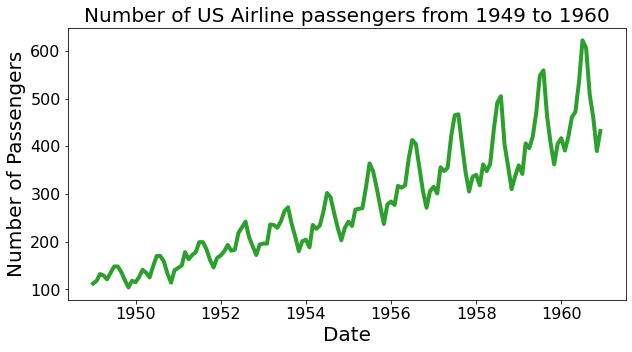 Number of US Airline passengers from 1949 to 1960
Number of Passengers
600
500
400
300
200
100
1950 1952 1954 1956 1958 1960
Date